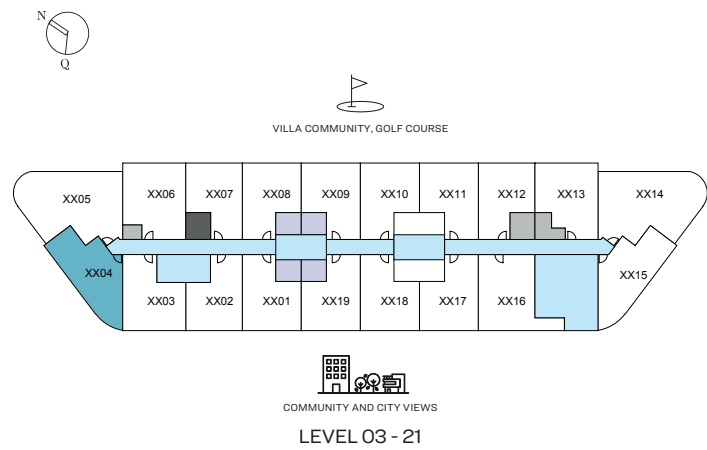 N
Q
VILLA COMMUNITY, GOLF COURSE
XX05
XX06
XX07
XX08
XX09
XX10
XX11
XX12
XX13
XX14
XX04
XX03
XX02
XX01
XX19
XX18
XX17
XX16
XX15
COMMUNITY AND CITY VIEWS
LEVEL 03 - 21